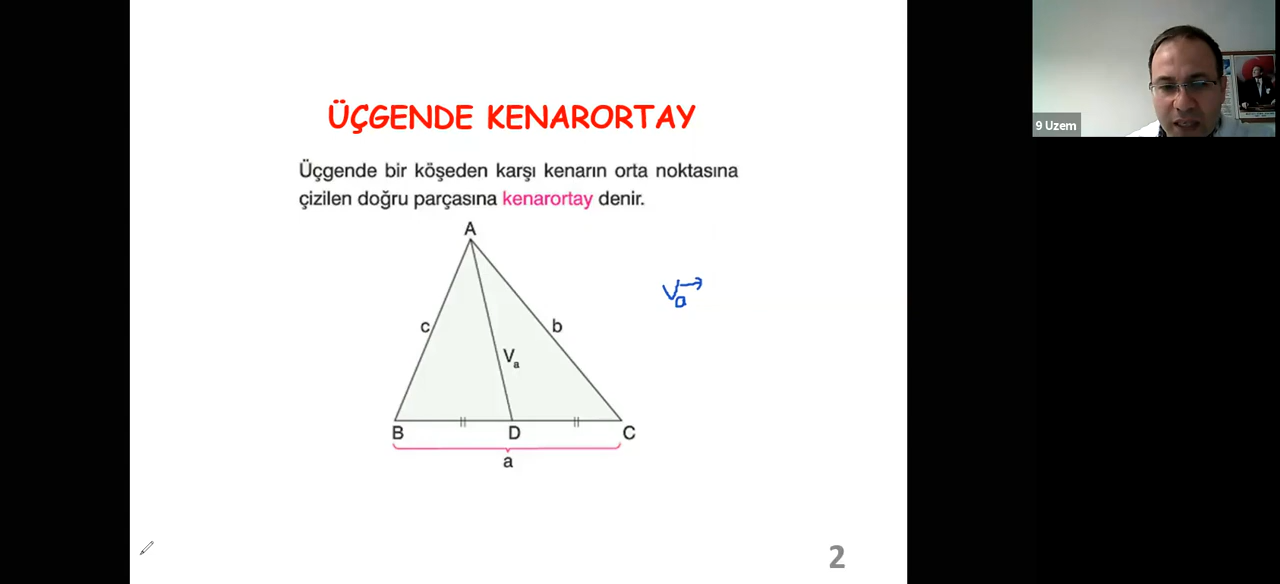 ÜÇGENDE KENARORTAY
Üçgende bir köşeden karşı kenarın orta noktasına
çizilen doğru parçasına kenarortay denir.
A
Va →
c
b
Va
B
D
C
a
2
9 Uzem